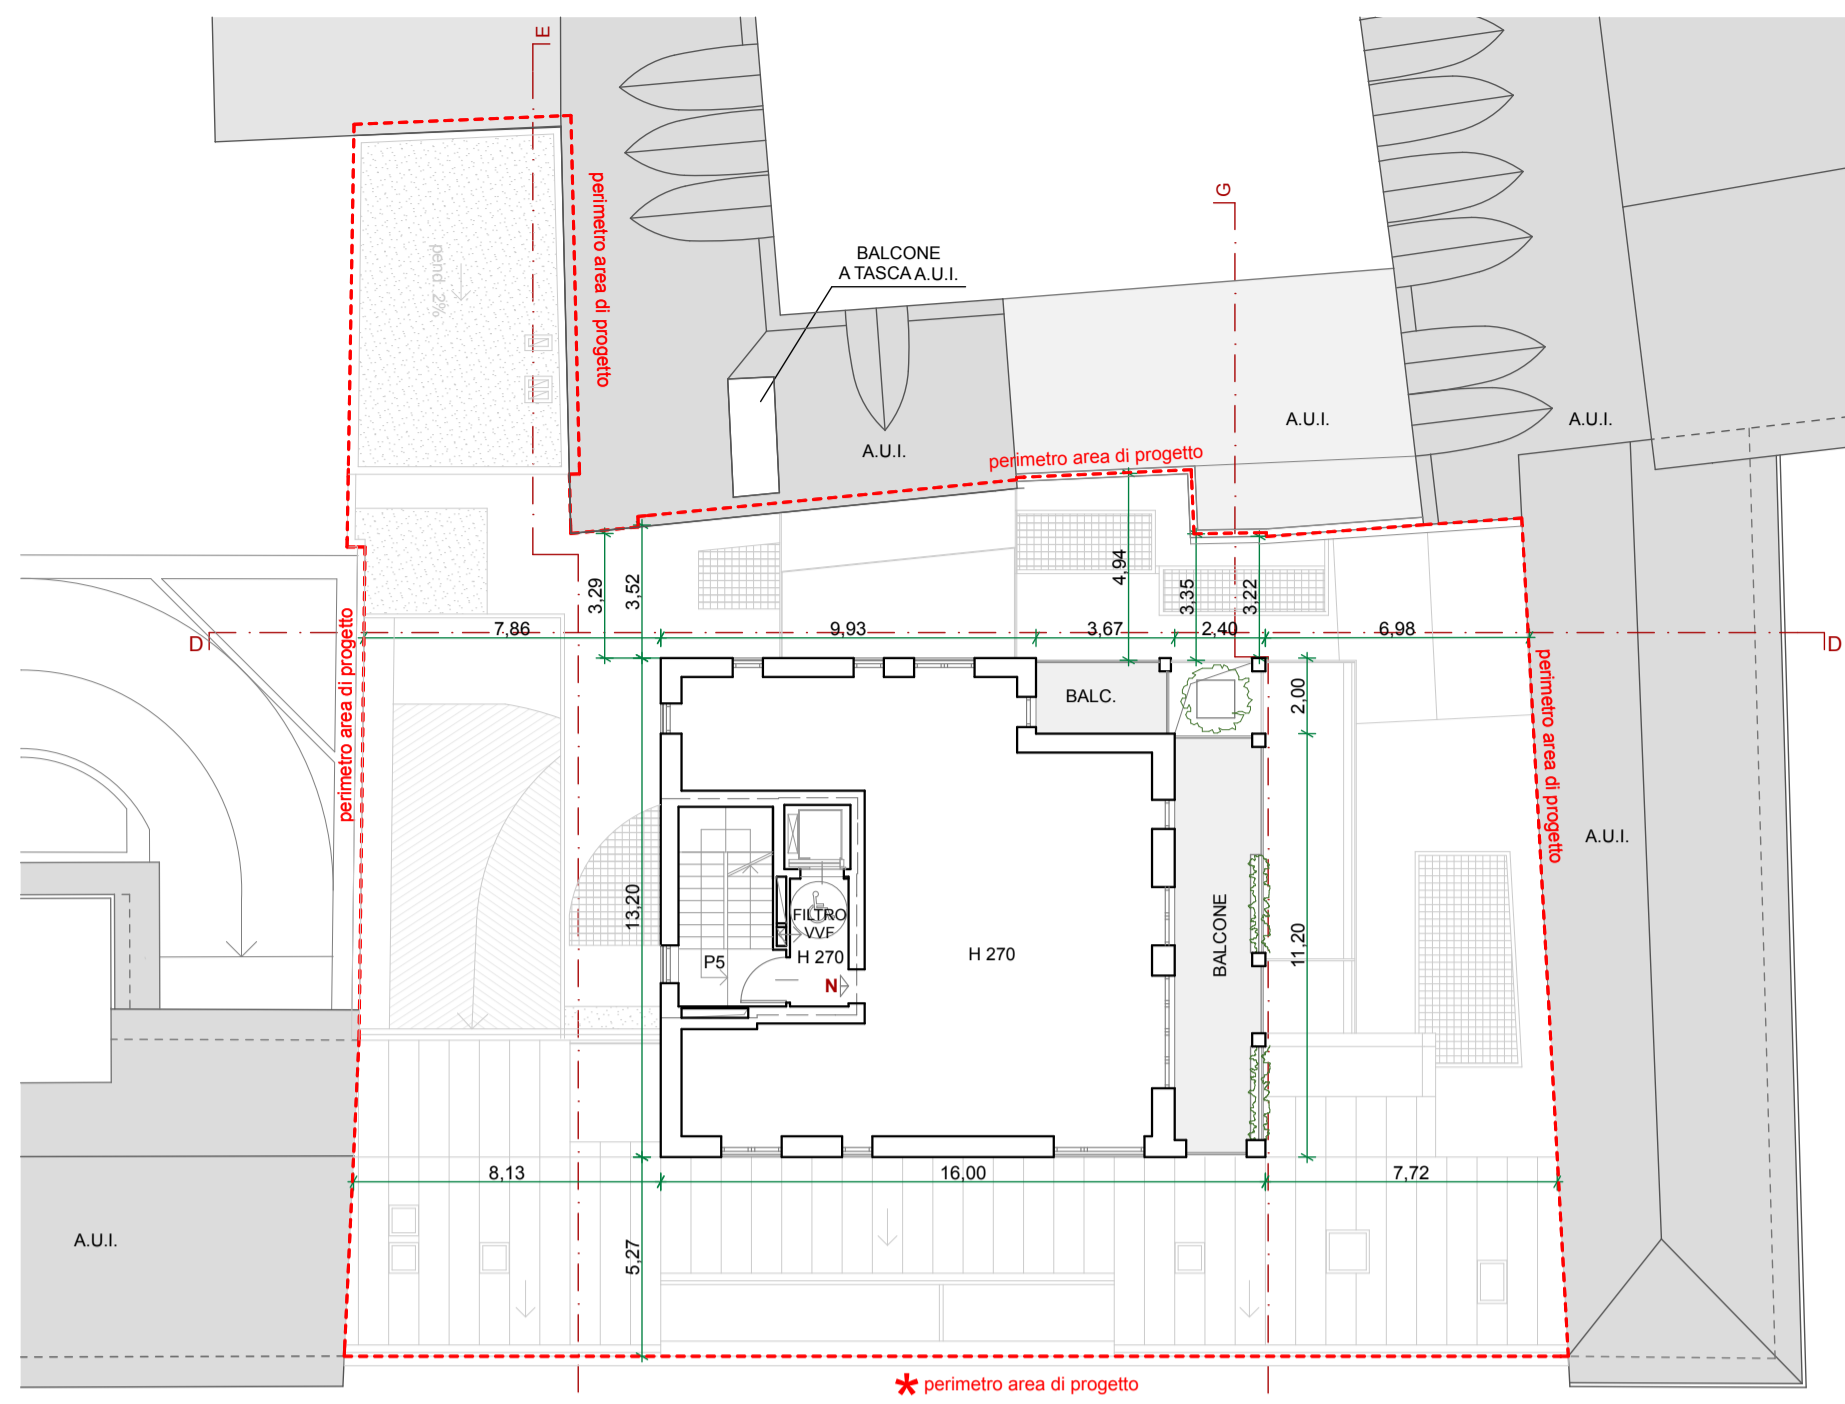 E
perimetro area di progetto
pend. 2%
G
BALCONE
A TASCA A.U.I.
A.U.I.
perimetro area di progetto
A.U.I.
A.U.I.
3,29
3,52
4,94
3,35
3,22
D
7,86
9,93
3,67
2,40
6,98
D
perimetro area di progetto
BALC.
2,00
perimetro area di progetto
A.U.I.
13,20
FILTRO
VVF
P5
H 270
N
H 270
BALCONE
11,20
8,13
16,00
7,72
A.U.I.
5,27
* perimetro area di progetto